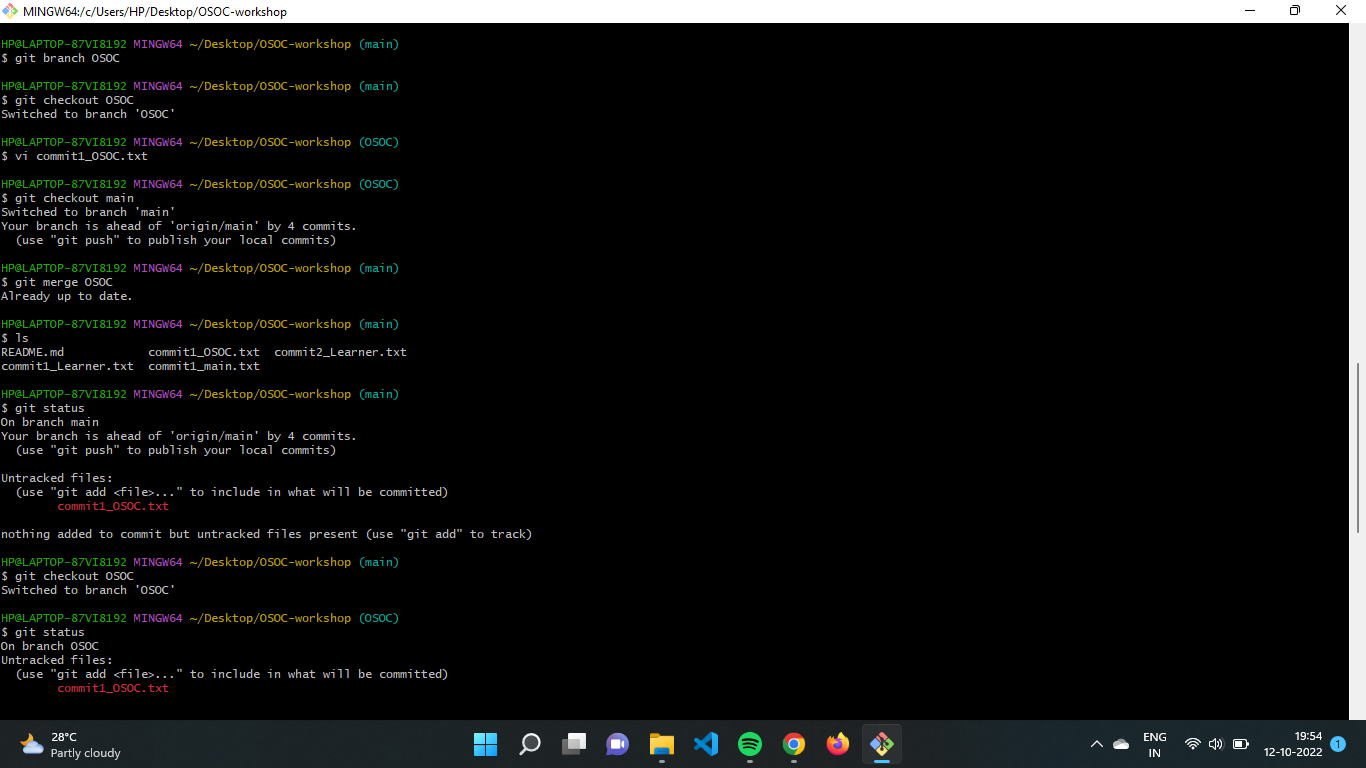 MINGW64:/c/Users/HP/Desktop/OSOC-workshop
HP@LAPTOP-87VI8192 MINGW64 ~/Desktop/OSOC-workshop (main)
$ git branch OSOC
HP@LAPTOP-87VI8192 MINGW64 ~/Desktop/OSOC-workshop (main)
$ git checkout OSOC
Switched to branch 'OSOC'
HP@LAPTOP-87VI8192 MINGW64 ~/Desktop/OSOC-workshop (OSOC)
$ vi commit1_OSOC.txt
HP@LAPTOP-87VI8192 MINGW64 ~/Desktop/OSOC-workshop (OSOC)
$ git checkout main
Switched to branch 'main'
Your branch is ahead of 'origin/main' by 4 commits.
  (use "git push" to publish your local commits)
HP@LAPTOP-87VI8192 MINGW64 ~/Desktop/OSOC-workshop (main)
$ git merge OSOC
Already up to date.
HP@LAPTOP-87VI8192 MINGW64 ~/Desktop/OSOC-workshop (main)
$ ls
README.md            commit1_OSOC.txt  commit2_Learner.txt
commit1_Learner.txt  commit1_main.txt
HP@LAPTOP-87VI8192 MINGW64 ~/Desktop/OSOC-workshop (main)
$ git status
On branch main
Your branch is ahead of 'origin/main' by 4 commits.
  (use "git push" to publish your local commits)
Untracked files:
  (use "git add <file>..." to include in what will be committed)
        commit1_OSOC.txt
nothing added to commit but untracked files present (use "git add" to track)
HP@LAPTOP-87VI8192 MINGW64 ~/Desktop/OSOC-workshop (main)
$ git checkout OSOC
Switched to branch 'OSOC'
HP@LAPTOP-87VI8192 MINGW64 ~/Desktop/OSOC-workshop (OSOC)
$ git status
On branch OSOC
Untracked files:
  (use "git add <file>..." to include in what will be committed)
        commit1_OSOC.txt
28°C
Partly cloudy
ENG
IN
19:54
12-10-2022
1